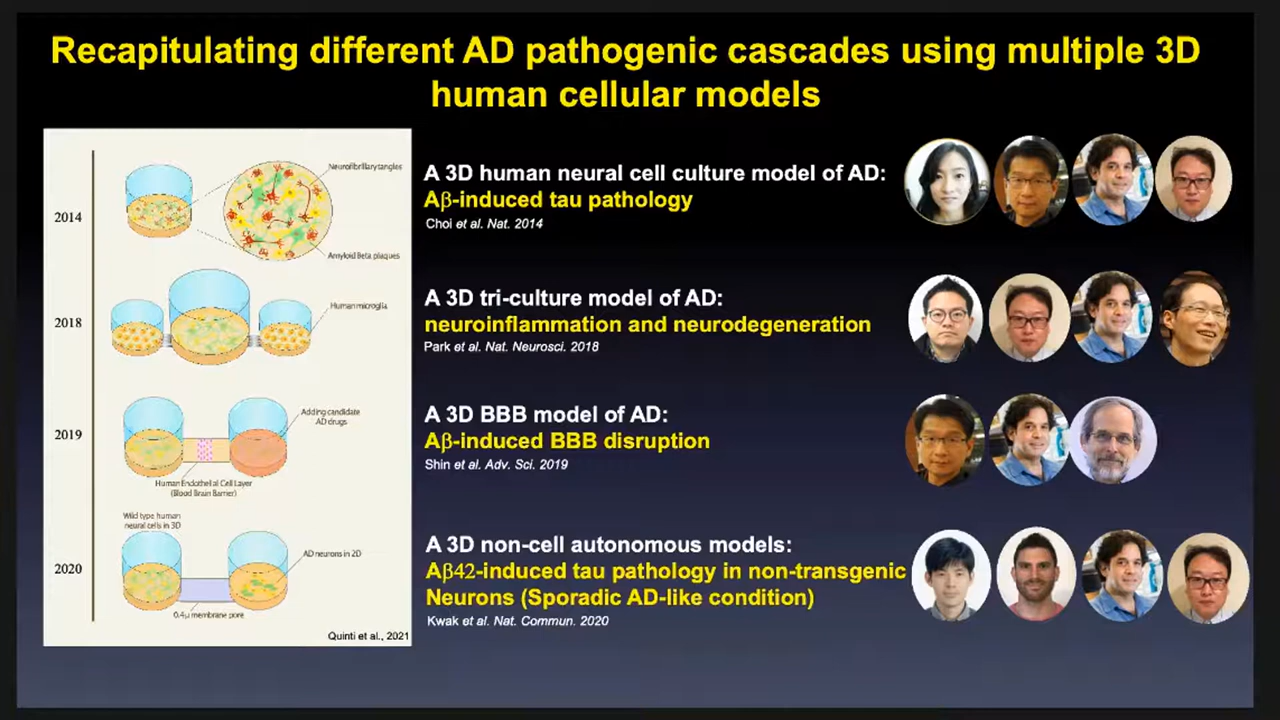 Recapitulating different AD pathogenic cascades using multiple 3D
human cellular models
2014
Neurofibrillary tangles
Amyloid Beta plaques
A 3D human neural cell culture model of AD:
Aβ-induced tau pathology
Choi et al. Nat. 2014
2018
Human microglia
A 3D tri-culture model of AD:
neuroinflammation and neurodegeneration
Park et al. Nat. Neurosci. 2018
2019
Adding candidate
AD drugs
Human Endothelial Cell Layer
(Blood Brain Barrier)
A 3D BBB model of AD:
Aβ-induced BBB disruption
Shin et al. Adv. Sci. 2019
2020
Wild type human
neural cells in 3D
AD neurons in 2D
0.4μ membrane pore
Quinti et al., 2021
A 3D non-cell autonomous models:
Aβ42-induced tau pathology in non-transgenic
Neurons (Sporadic AD-like condition)
Kwak et al. Nat. Commun. 2020